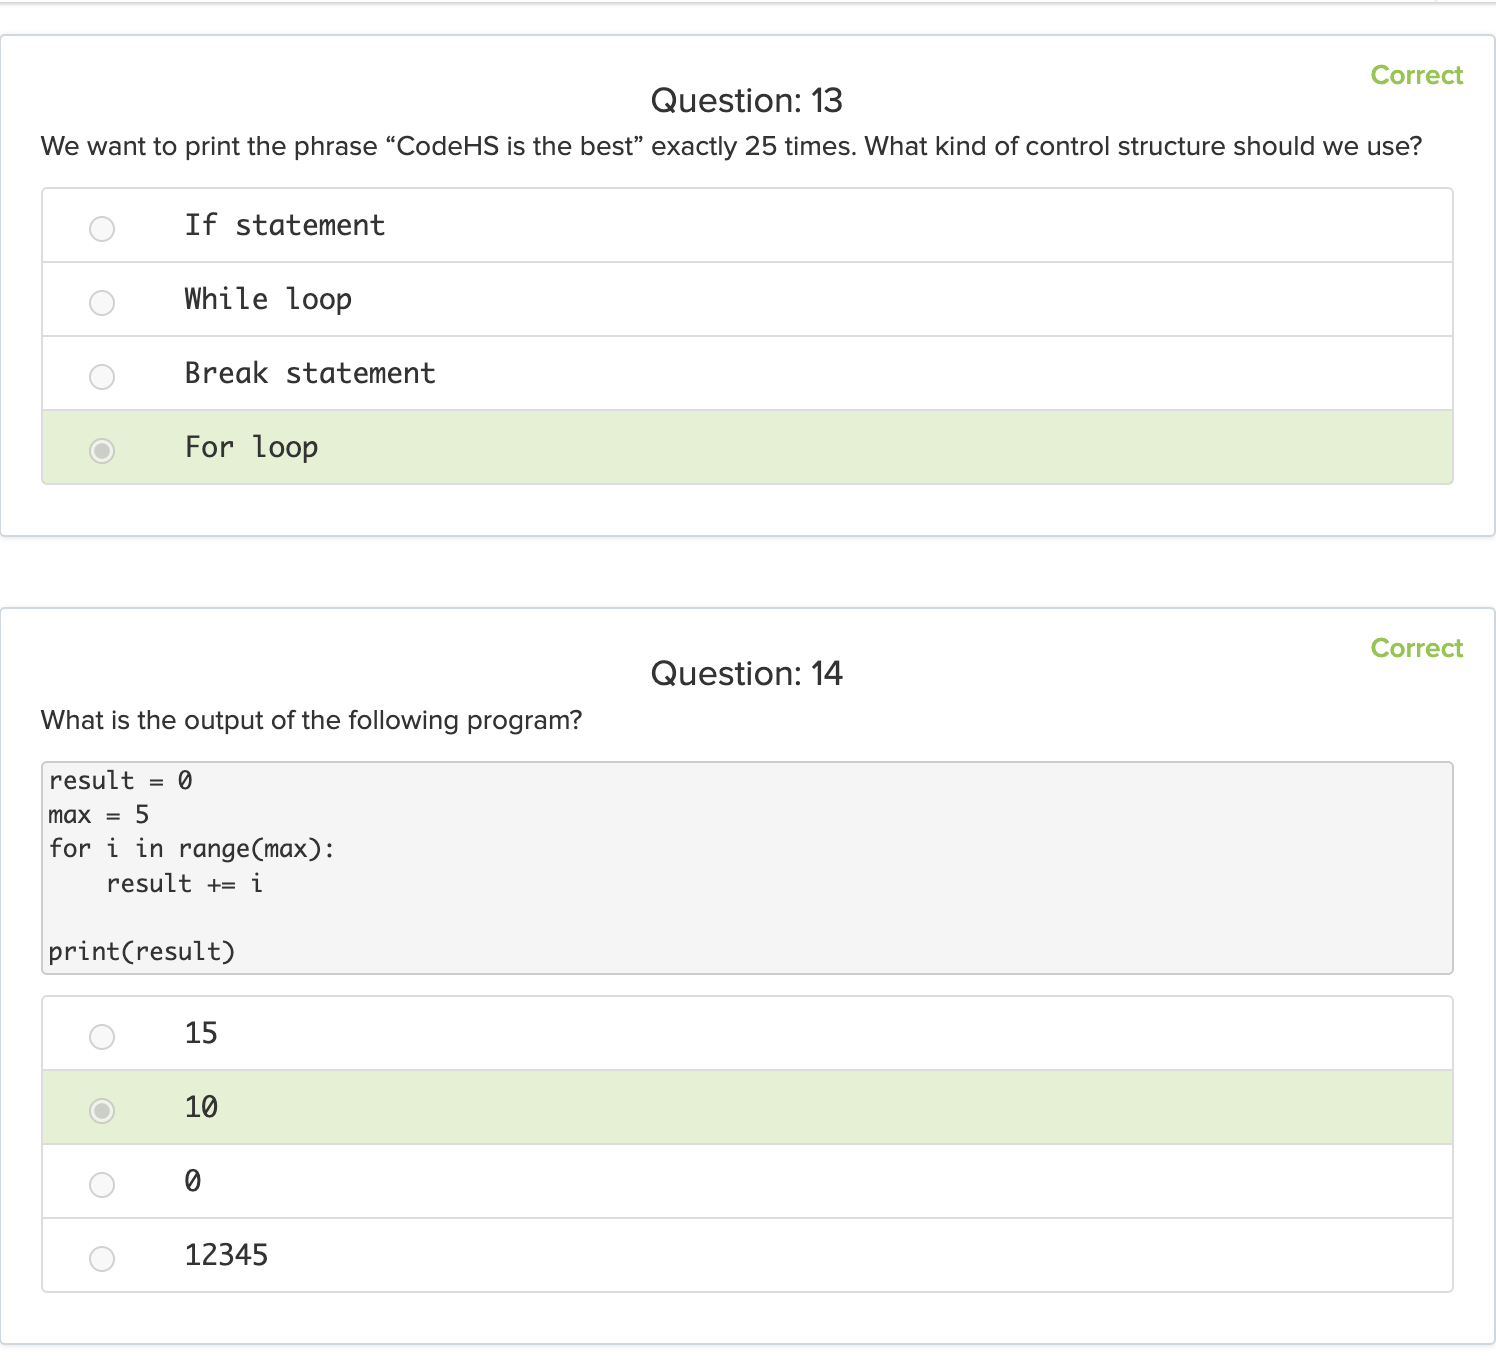 Correct
Question: 13
We want to print the phrase “CodeHS is the best” exactly 25 times. What kind of control structure should we use?
If statement
While loop
Break statement
For loop
Correct
Question: 14
What is the output of the following program?
result = 0
max = 5
for i in range(max):
    result += i
print(result)
15
10
0
12345